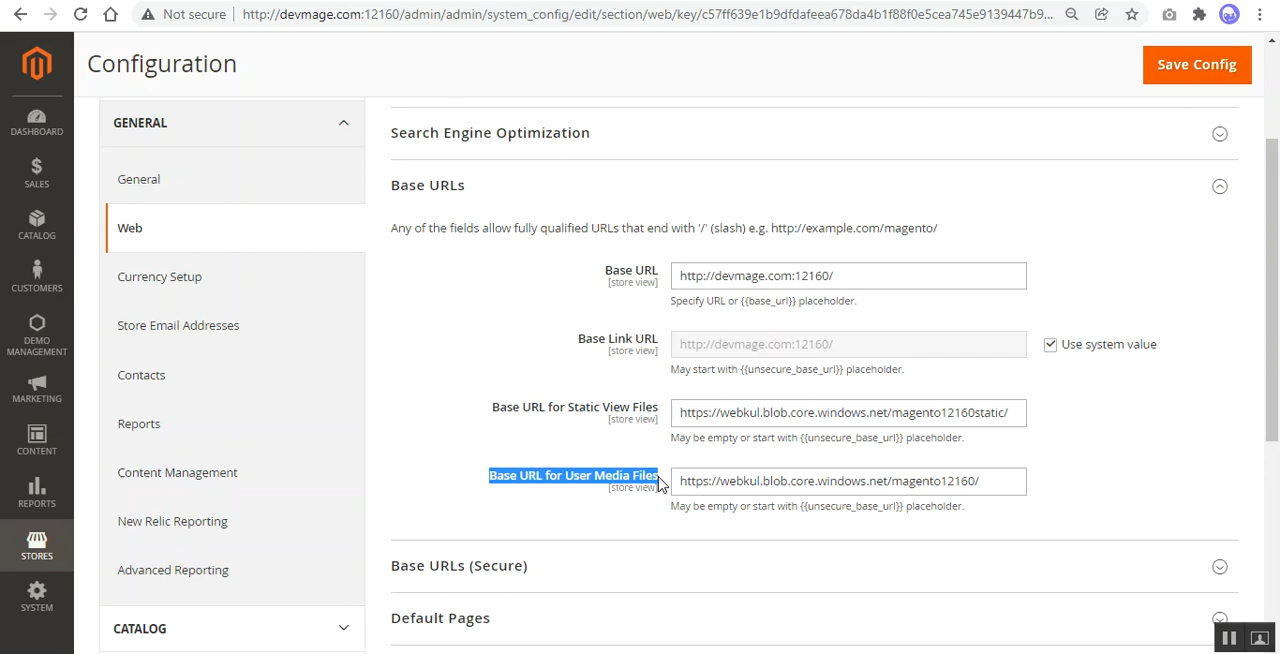 Not secure
http://devmage.com:12160/admin/admin/system_config/edit/section/web/key/c57ff639e1b9dfdafeea678da4b1f88f0e5cea745e9139447b9...
Configuration
Save Config
DASHBOARD
SALES
CATALOG
CUSTOMERS
DEMO
MANAGEMENT
MARKETING
CONTENT
REPORTS
STORES
SYSTEM
GENERAL
General
Web
Currency Setup
Store Email Addresses
Contacts
Reports
Content Management
New Relic Reporting
Advanced Reporting
CATALOG
Search Engine Optimization
Base URLs
Any of the fields allow fully qualified URLs that end with '/' (slash) e.g. http://example.com/magento/
Base URL
[store view]
http://devmage.com:12160/
Specify URL or {{base_url}} placeholder.
Base Link URL
[store view]
http://devmage.com:12160/
Use system value
May start with {{unsecure_base_url}} placeholder.
Base URL for Static View Files
[store view]
https://webkul.blob.core.windows.net/magento12160static/
May be empty or start with {{unsecure_base_url}} placeholder.
Base URL for User Media Files
[store view]
https://webkul.blob.core.windows.net/magento12160/
May be empty or start with {{unsecure_base_url}} placeholder.
Base URLs (Secure)
Default Pages